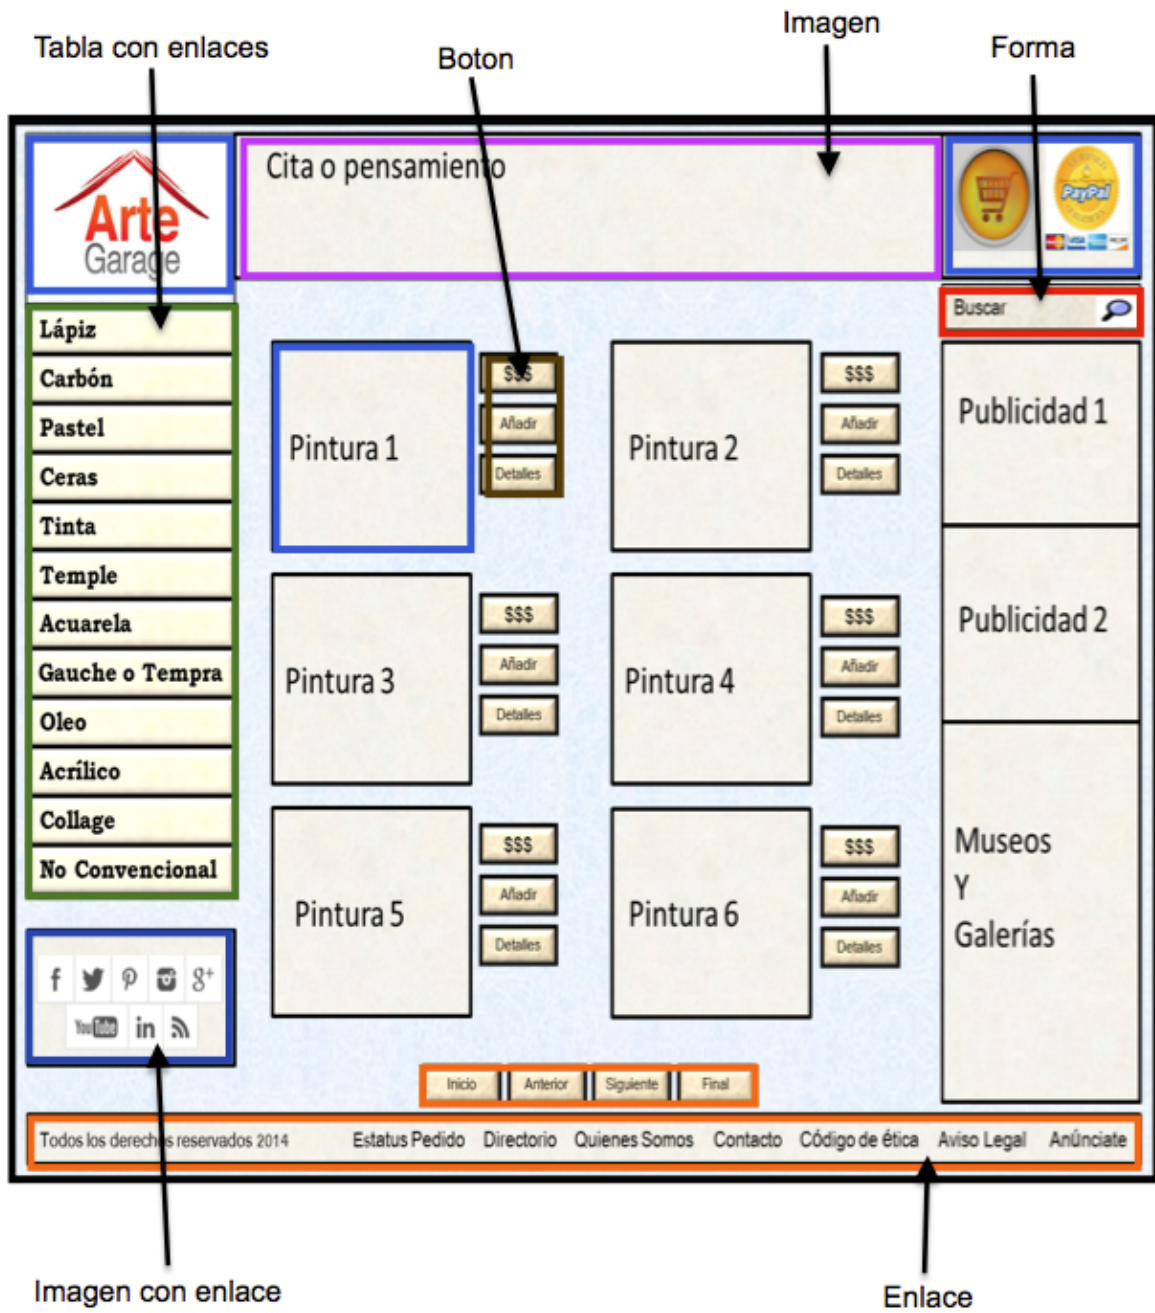 Tabla con enlaces
Boton
Imagen
Forma
Arte
Garage
Cita o pensamiento
VERIFIED
PayPal
Buscar
Lápiz
Carbón
Pastel
Ceras
Tinta
Temple
Acuarela
Gauche o Tempra
Oleo
Acrílico
Collage
No Convencional
Pintura 1
$$$
Añadir
Detalles
Pintura 2
$$$
Añadir
Detalles
Pintura 3
$$$
Añadir
Detalles
Pintura 4
$$$
Añadir
Detalles
Pintura 5
$$$
Añadir
Detalles
Pintura 6
$$$
Añadir
Detalles
Publicidad 1
Publicidad 2
Museos
Y
Galerías
f
g+
YouTube in
Inicio Anterior Siguiente Final
Todos los derechos reservados 2014 Estatus Pedido Directorio Quienes Somos Contacto Código de ética Aviso Legal Anúnciate
Imagen con enlace
Enlace